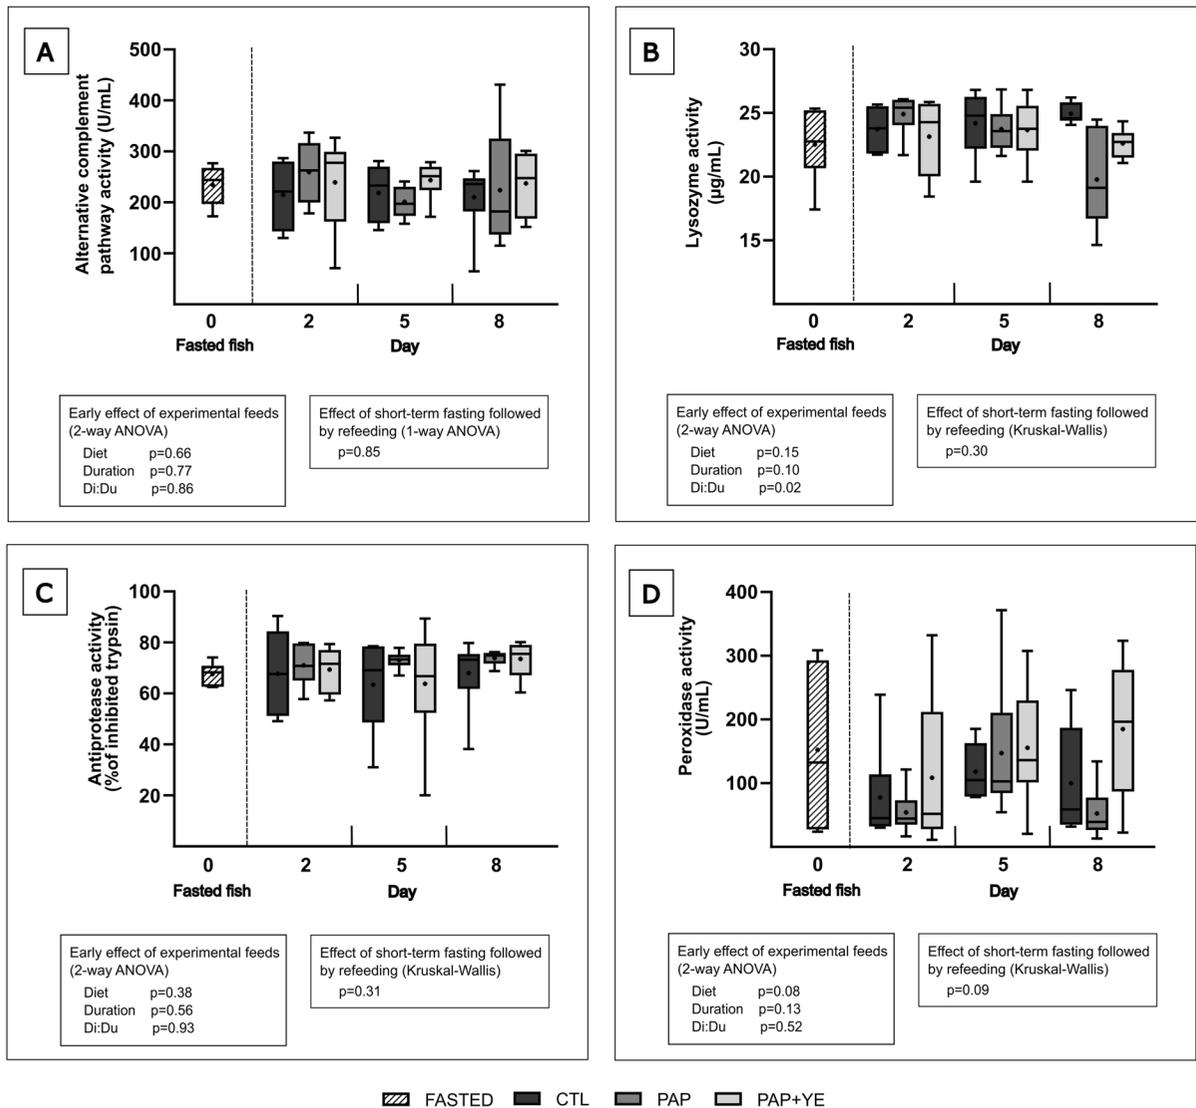 A
Alternative complement
pathway activity (U/mL)
500
400
300
200
100
0
2
5
8
Fasted fish
Day
Early effect of experimental feeds
(2-way ANOVA)
Diet p=0.66
Duration p=0.77
Di:Du p=0.86
Effect of short-term fasting followed
by refeeding (1-way ANOVA)
p=0.85
B
Lysozyme activity
(µg/mL)
30
25
20
15
0
2
5
8
Fasted fish
Day
Early effect of experimental feeds
(2-way ANOVA)
Diet p=0.15
Duration p=0.10
Di:Du p=0.02
Effect of short-term fasting followed
by refeeding (Kruskal-Wallis)
p=0.30
C
Antiprotease activity
(%of inhibited trypsin)
100
80
60
40
20
0
2
5
8
Fasted fish
Day
Early effect of experimental feeds
(2-way ANOVA)
Diet p=0.38
Duration p=0.56
Di:Du p=0.93
Effect of short-term fasting followed
by refeeding (Kruskal-Wallis)
p=0.31
D
Peroxidase activity
(U/mL)
400
300
200
100
0
2
5
8
Fasted fish
Day
Early effect of experimental feeds
(2-way ANOVA)
Diet p=0.08
Duration p=0.13
Di:Du p=0.52
Effect of short-term fasting followed
by refeeding (Kruskal-Wallis)
p=0.09
FASTED CTL PAP PAP+YE